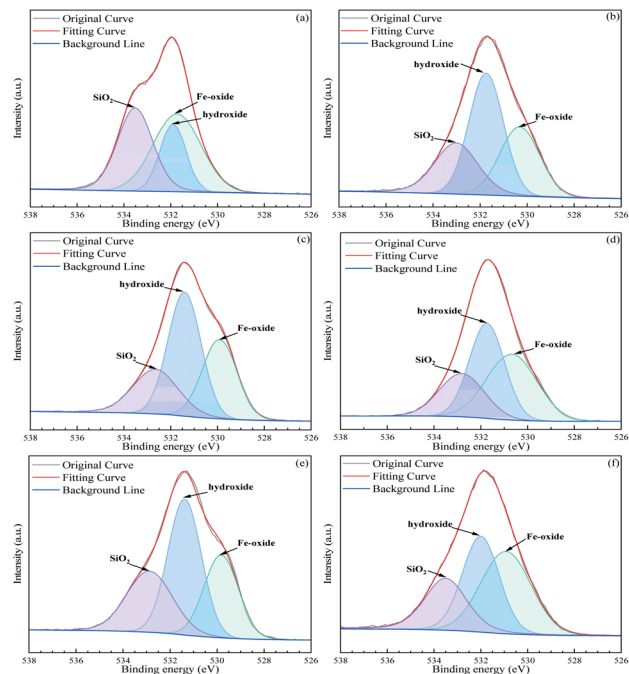 Original Curve
Fitting Curve
Background Line
(a)
SiO2
Fe-oxide
hydroxide
Intensity (a.u.)
538 536 534 532 530 528 526
Binding energy (eV)
Original Curve
Fitting Curve
Background Line
(b)
hydroxide
Fe-oxide
SiO2
Intensity (a.u.)
538 536 534 532 530 528 526
Binding energy (eV)
Original Curve
Fitting Curve
Background Line
(c)
hydroxide
Fe-oxide
SiO2
Intensity (a.u.)
538 536 534 532 530 528 526
Binding energy (eV)
Original Curve
Fitting Curve
Background Line
(d)
hydroxide
Fe-oxide
SiO2
Intensity (a.u.)
538 536 534 532 530 528 526
Binding energy (eV)
Original Curve
Fitting Curve
Background Line
(e)
hydroxide
Fe-oxide
SiO2
Intensity (a.u.)
538 536 534 532 530 528 526
Binding energy (eV)
Original Curve
Fitting Curve
Background Line
(f)
hydroxide
Fe-oxide
SiO2
Intensity (a.u.)
538 536 534 532 530 528 526
Binding energy (eV)